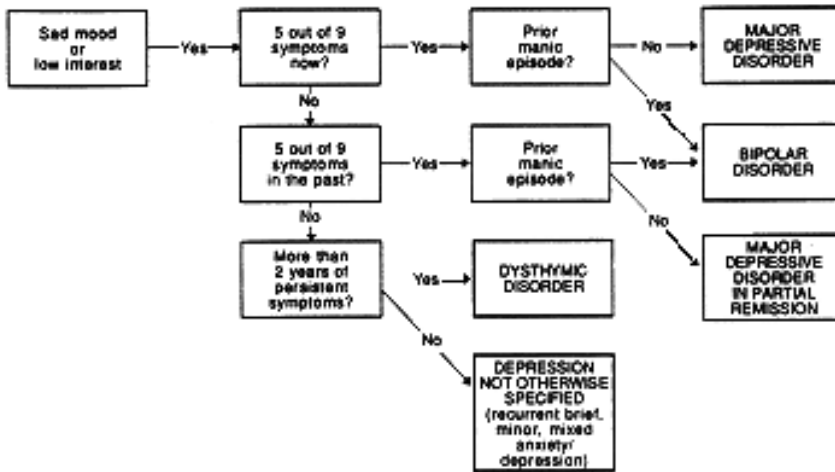 Sad mood
or
low interest
Yes
5 out of 9
symptoms
now?
Yes
Prior
manic
episode?
No
MAJOR
DEPRESSIVE
DISORDER
Yes
No
5 out of 9
symptoms
in the past?
Yes
Prior
manic
episode?
Yes
BIPOLAR
DISORDER
No
No
More than
2 years of
persistent
symptoms?
Yes
DYSTHYMIC
DISORDER
MAJOR
DEPRESSIVE
DISORDER
IN PARTIAL
REMISSION
No
DEPRESSION
NOT OTHERWISE
SPECIFIED
(recurrent brief,
minor, mixed
anxiety/
depression)